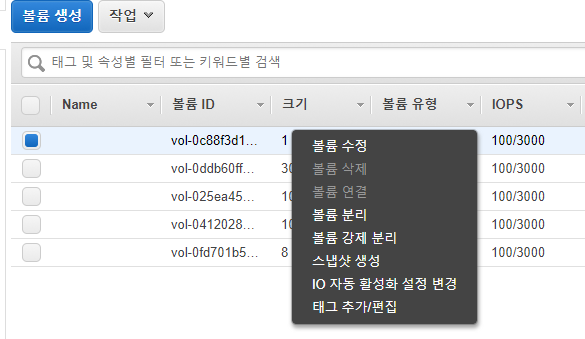 볼륨 생성 작업
태그 및 속성별 필터 또는 키워드별 검색
Name 볼륨 ID 크기 볼륨 유형 IOPS
vol-0c88f3d1... 1 100/3000
vol-0ddb60ff... 30 100/3000
vol-025ea45... 10 100/3000
vol-0412028... 10 100/3000
vol-0fd701b5... 8 100/3000
볼륨 수정
볼륨 삭제
볼륨 연결
볼륨 분리
볼륨 강제 분리
스냅샷 생성
IO 자동 활성화 설정 변경
태그 추가/편집